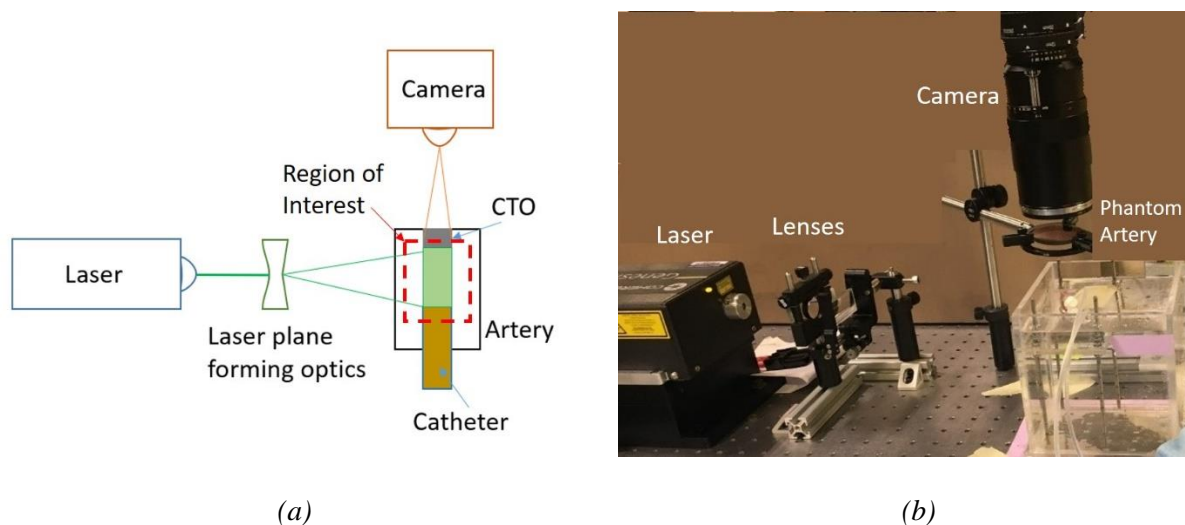 Camera
Region of
Interest
CTO
Laser
Artery
Laser plane
forming optics
Catheter
Camera
Phantom
Artery
Lenses
Laser
(a)
(b)